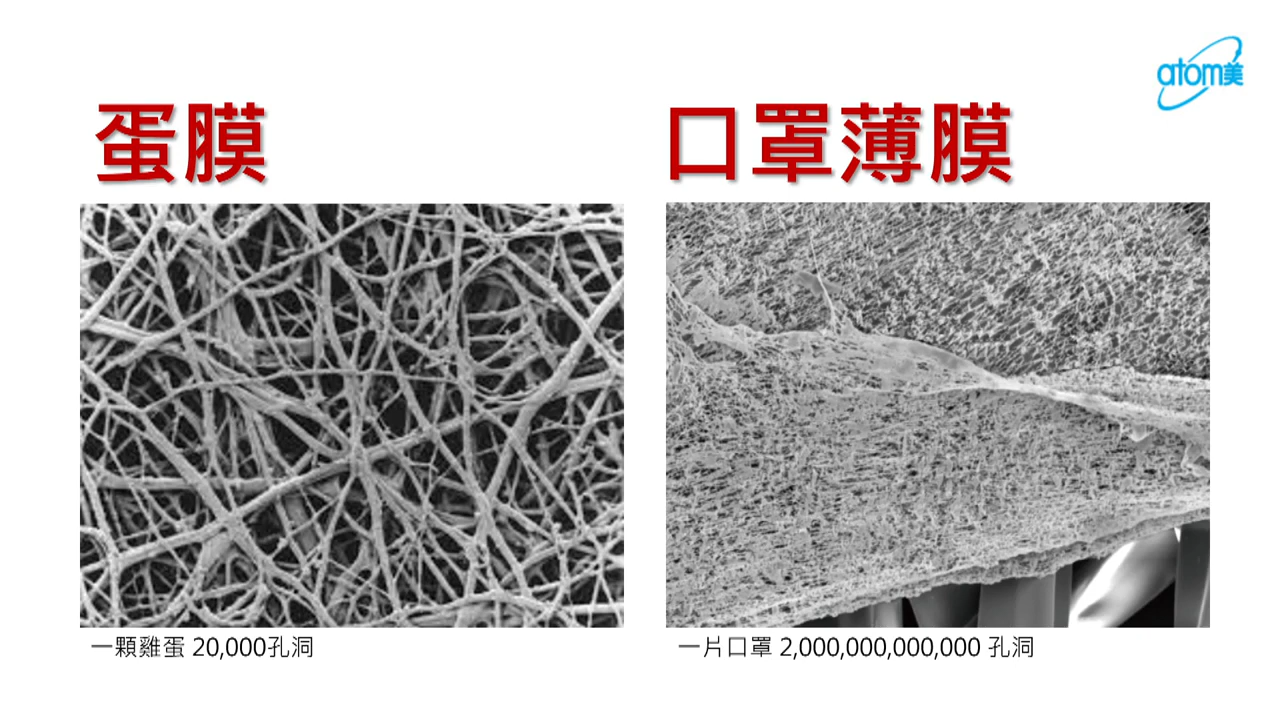 atom美
蛋膜
口罩薄膜
一顆雞蛋 20,000孔洞
一片口罩 2,000,000,000,000 孔洞